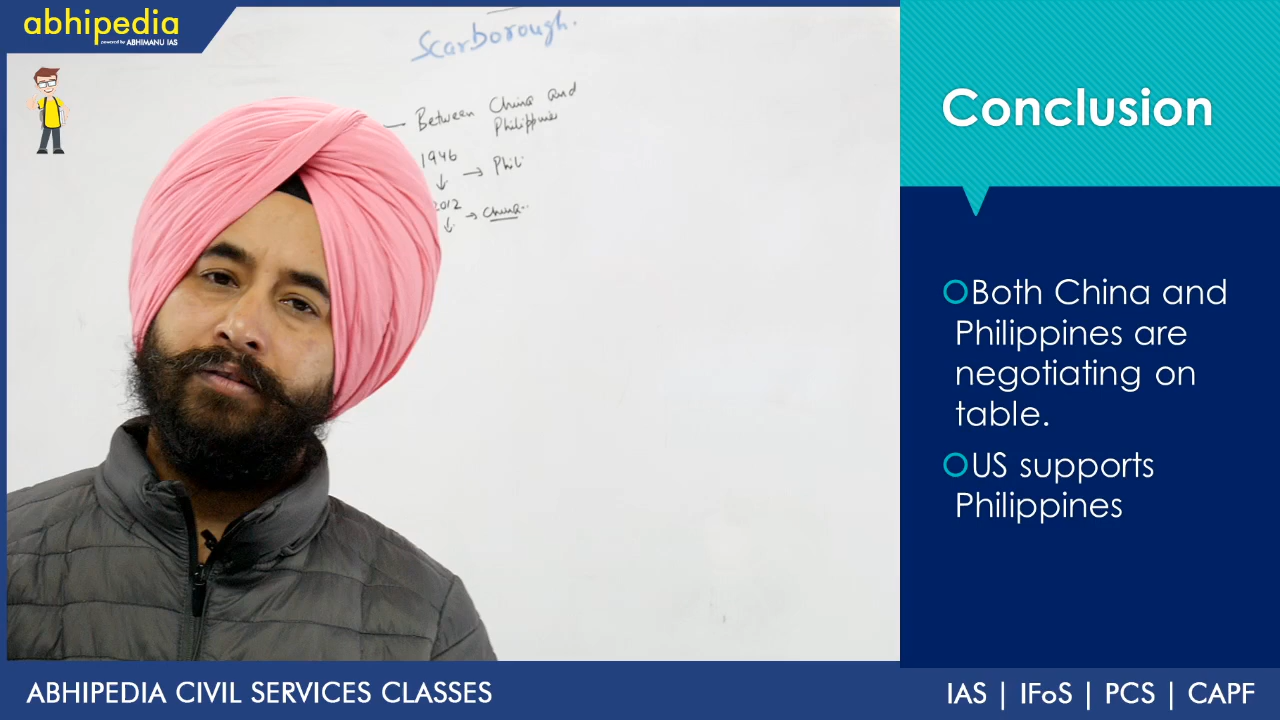 abhipedia
powered by ABHIMANU IAS
Scarborough.
Between China and
Philippines
1946
→ Phili
2012
→ China
Conclusion
Both China and
Philippines are
negotiating on
table.
US supports
Philippines
ABHIPEDIA CIVIL SERVICES CLASSES
IAS | IFoS | PCS | CAPF